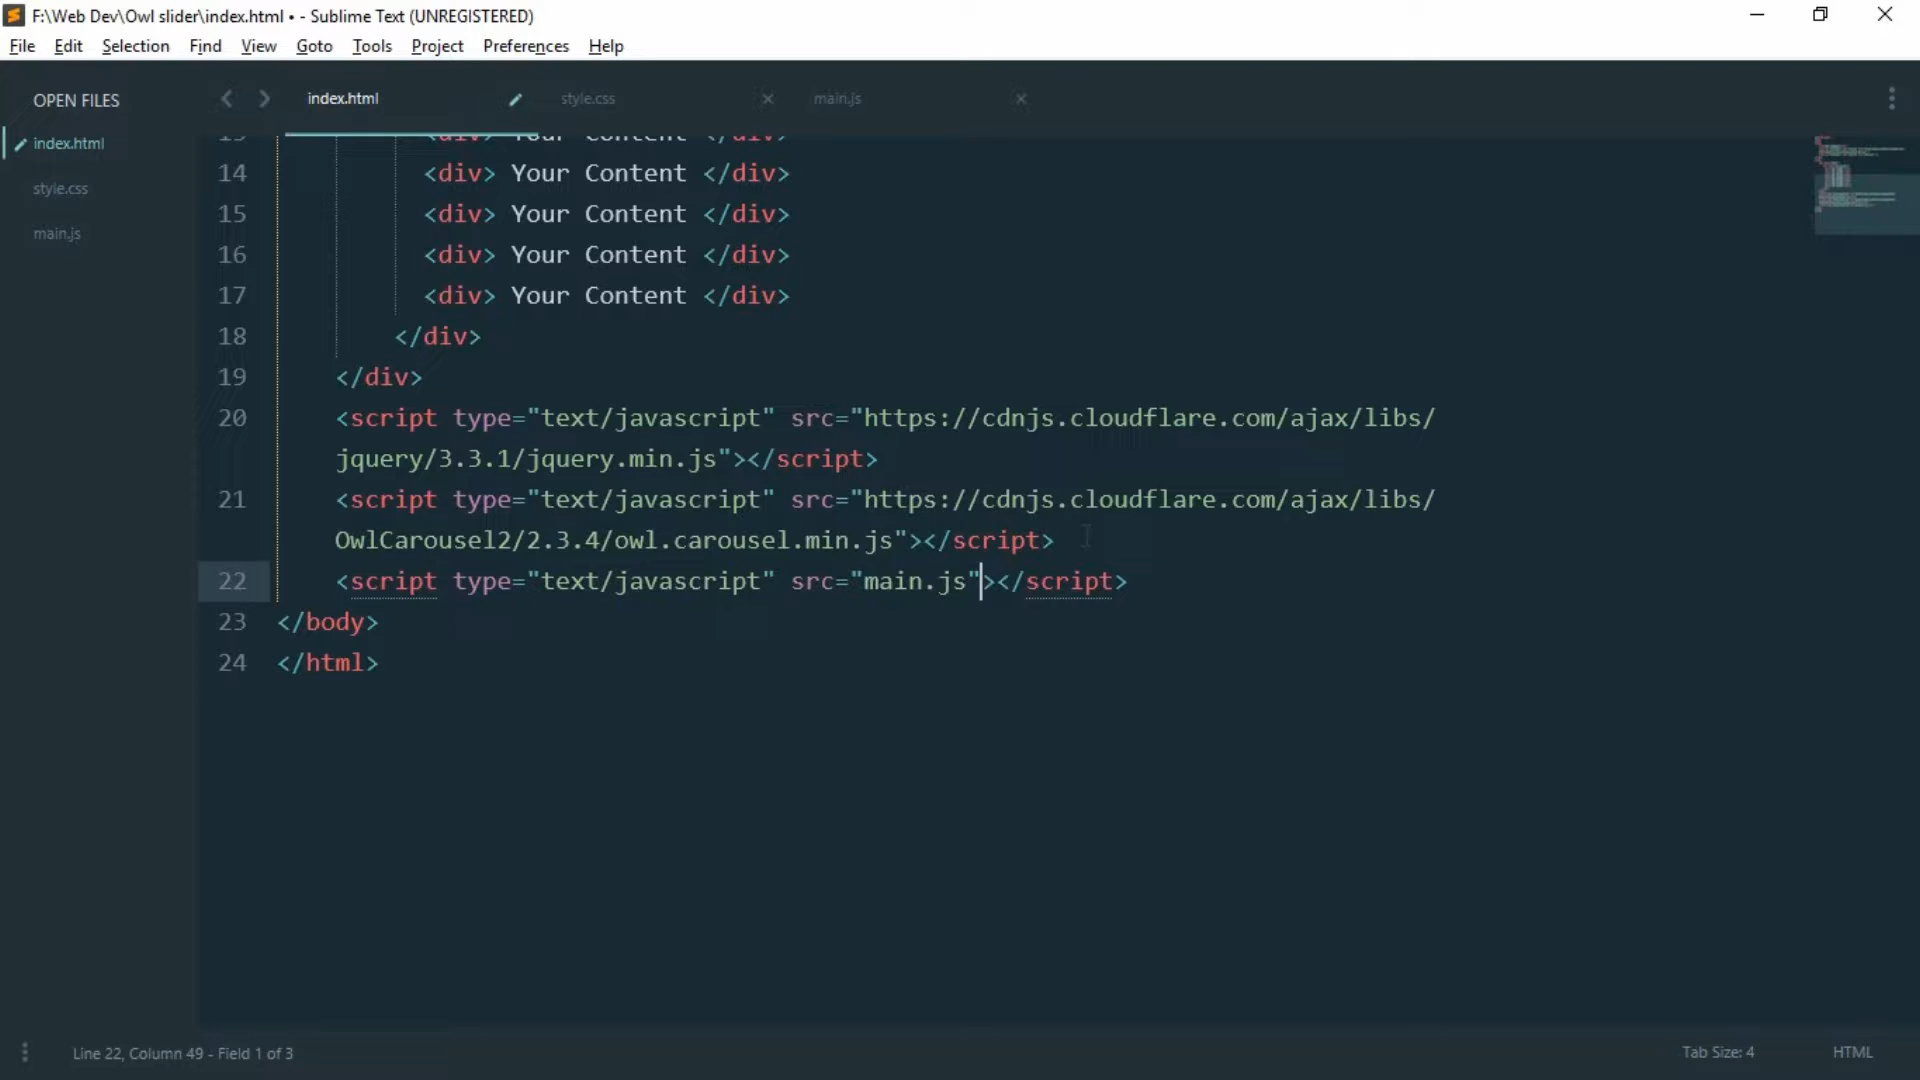 F:\Web Dev\Owl slider\index.html • - Sublime Text (UNREGISTERED)
File Edit Selection Find View Goto Tools Project Preferences Help
OPEN FILES
index.html
style.css
main.js
index.html style.css main.js
13 <div> Your Content </div>
14 <div> Your Content </div>
15 <div> Your Content </div>
16 <div> Your Content </div>
17 <div> Your Content </div>
18 </div>
19 </div>
20 <script type="text/javascript" src="https://cdnjs.cloudflare.com/ajax/libs/
jquery/3.3.1/jquery.min.js"></script>
21 <script type="text/javascript" src="https://cdnjs.cloudflare.com/ajax/libs/
OwlCarousel2/2.3.4/owl.carousel.min.js"></script>
22 <script type="text/javascript" src="main.js"></script>
23 </body>
24 </html>
Line 22, Column 49 - Field 1 of 3
Tab Size: 4 HTML